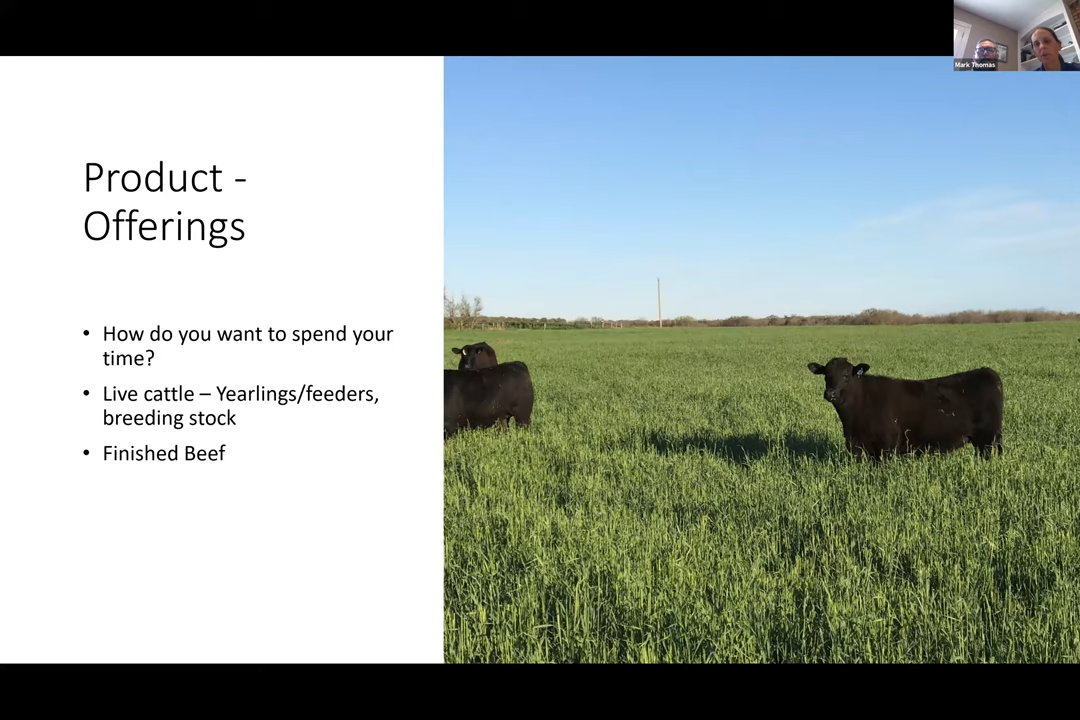 Mark Thomas
Product -
Offerings
• How do you want to spend your
time?
• Live cattle – Yearlings/feeders,
breeding stock
• Finished Beef